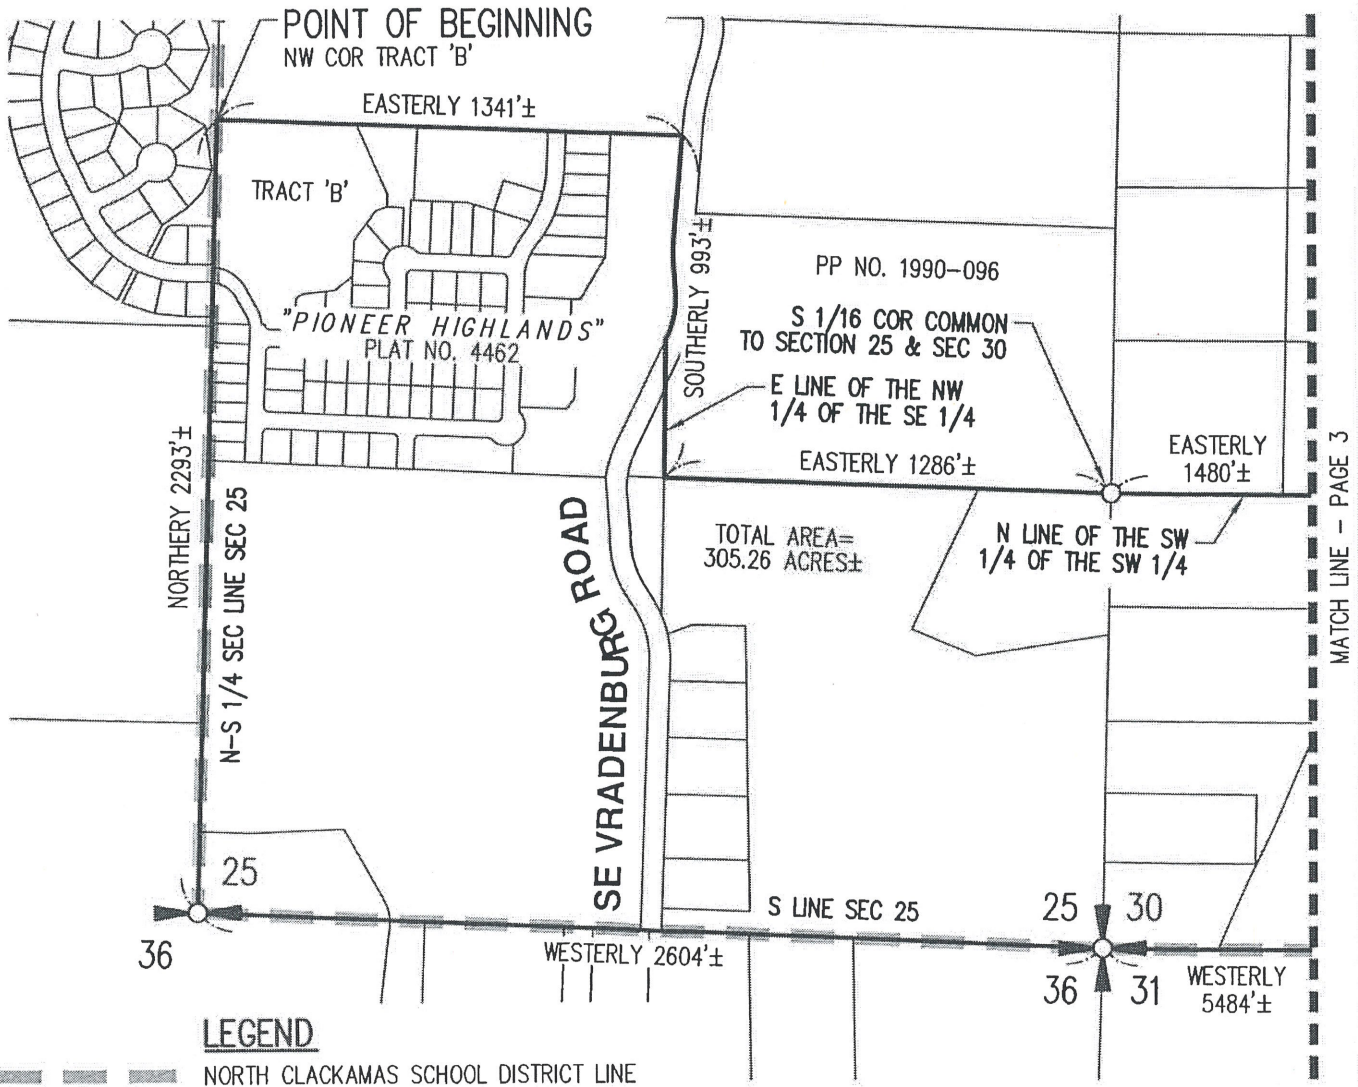 POINT OF BEGINNING
NW COR TRACT 'B'
EASTERLY 1341'±
TRACT 'B'
"PIONEER HIGHLANDS"
PLAT NO. 4462
SOUTHERLY 993'±
PP NO. 1990-096
S 1/16 COR COMMON
TO SECTION 25 & SEC 30
E LINE OF THE NW
1/4 OF THE SE 1/4
EASTERLY 1286'±
EASTERLY
1480'±
N LINE OF THE SW
1/4 OF THE SW 1/4
MATCH LINE - PAGE 3
NORTHERY 2293'±
N-S 1/4 SEC LINE SEC 25
TOTAL AREA=
305.26 ACRES±
SE VRADENBURG ROAD
25
36
S LINE SEC 25
WESTERLY 2604'±
25 30
36 31
WESTERLY
5484'±
LEGEND
NORTH CLACKAMAS SCHOOL DISTRICT LINE